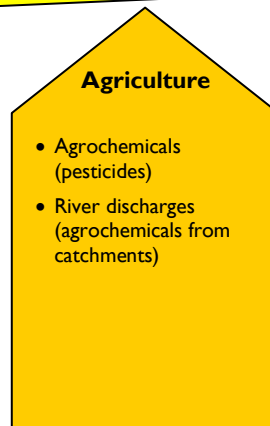 Agriculture
• Agrochemicals
(pesticides)
• River discharges
(agrochemicals from
catchments)